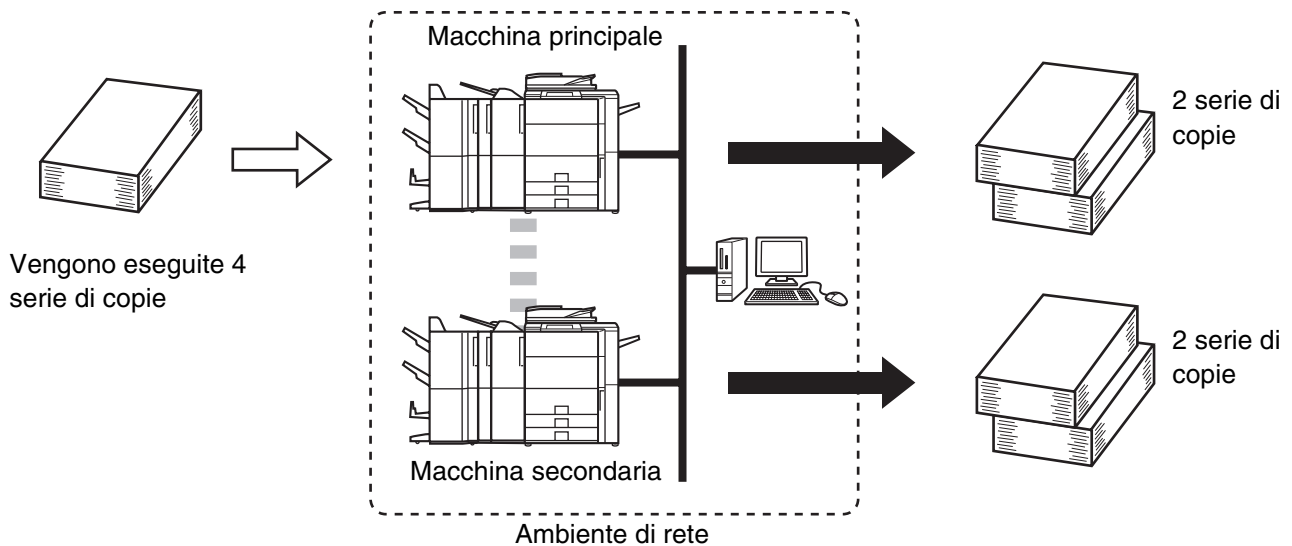 Macchina principale
Vengono eseguite 4
serie di copie
2 serie di
copie
2 serie di
copie
Macchina secondaria
Ambiente di rete